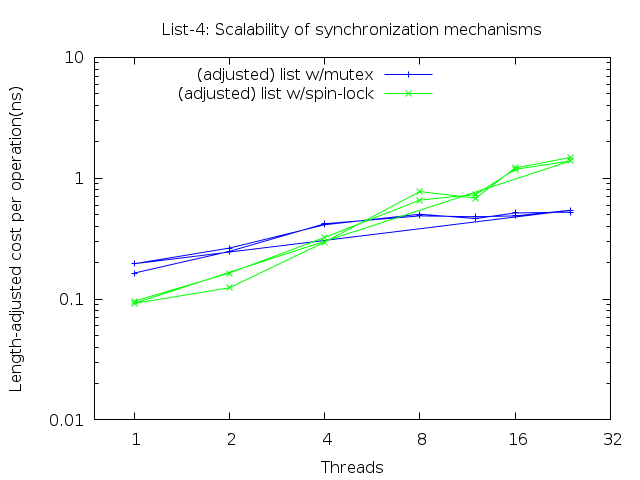 List-4: Scalability of synchronization mechanisms
10
(adjusted) list w/mutex
(adjusted) list w/spin-lock
1
Length-adjusted cost per operation(ns)
0.1
0.01
1 2 4 8 16 32
Threads